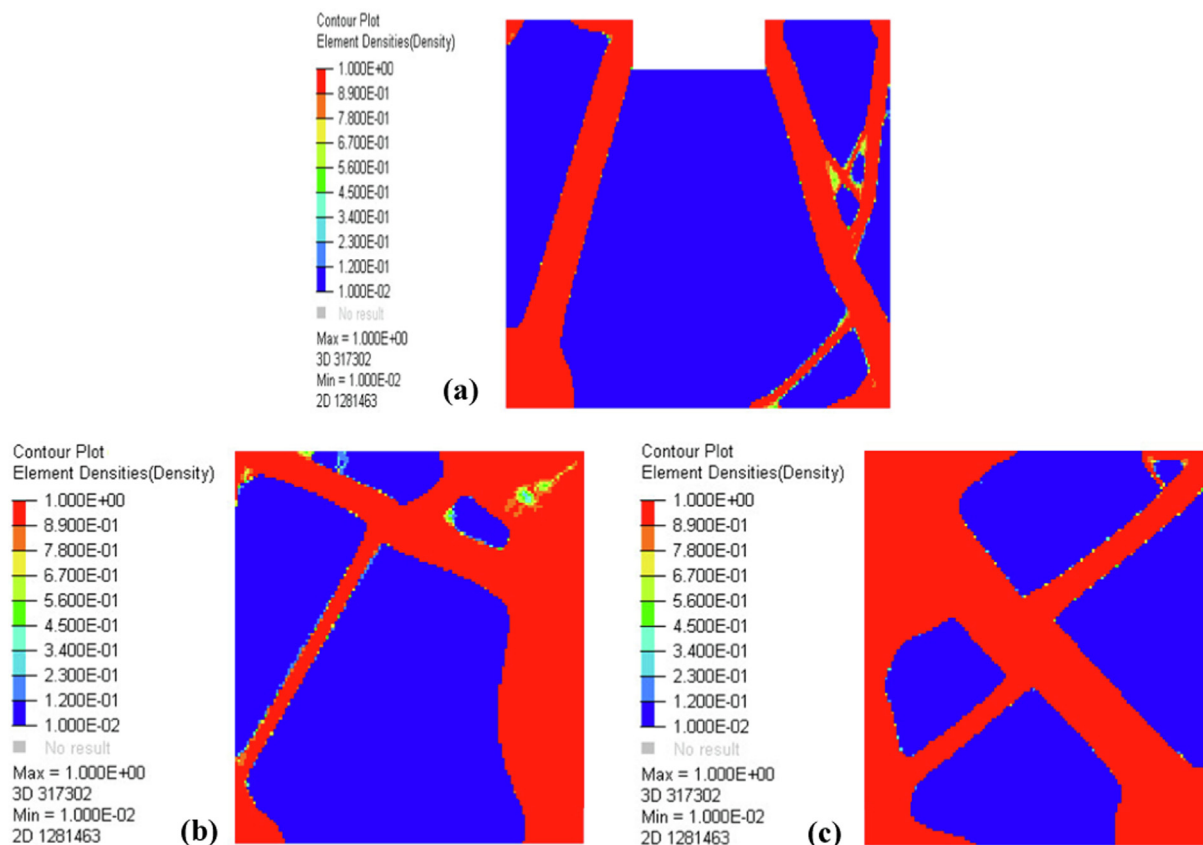 Contour Plot
Element Densities(Density)
1.000E+00
8.900E-01
7.800E-01
6.700E-01
5.600E-01
4.500E-01
3.400E-01
2.300E-01
1.200E-01
1.000E-02
No result
Max = 1.000E+00
3D 317302
Min = 1.000E-02
2D 1281463
(a)
Contour Plot
Element Densities(Density)
1.000E+00
8.900E-01
7.800E-01
6.700E-01
5.600E-01
4.500E-01
3.400E-01
2.300E-01
1.200E-01
1.000E-02
No result
Max = 1.000E+00
3D 317302
Min = 1.000E-02
2D 1281463
(b)
Contour Plot
Element Densities(Density)
1.000E+00
8.900E-01
7.800E-01
6.700E-01
5.600E-01
4.500E-01
3.400E-01
2.300E-01
1.200E-01
1.000E-02
No result
Max = 1.000E+00
3D 317302
Min = 1.000E-02
2D 1281463
(c)